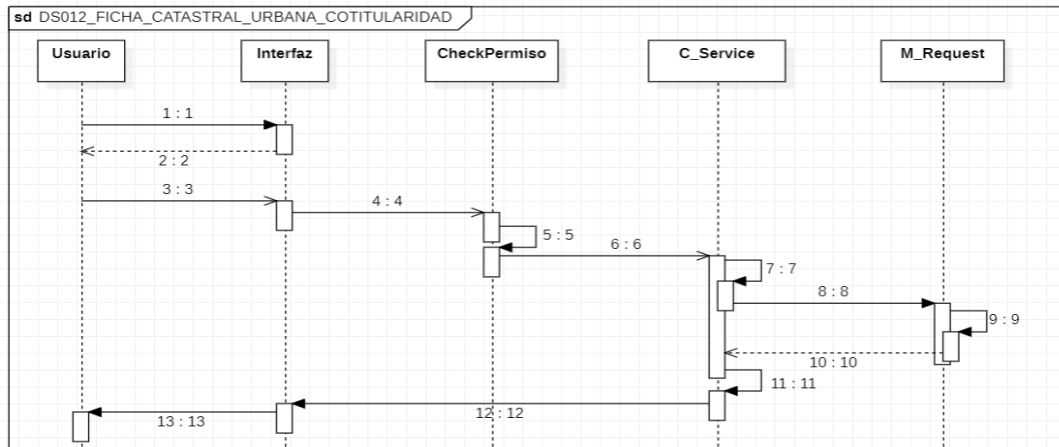 sd DS012_FICHA_CATASTRAL_URBANA_COTITULARIDAD
Usuario Interfaz CheckPermiso C_Service M_Request
1 : 1
2 : 2
3 : 3
4 : 4
5 : 5
6 : 6
7 : 7
8 : 8
9 : 9
10 : 10
11 : 11
12 : 12
13 : 13